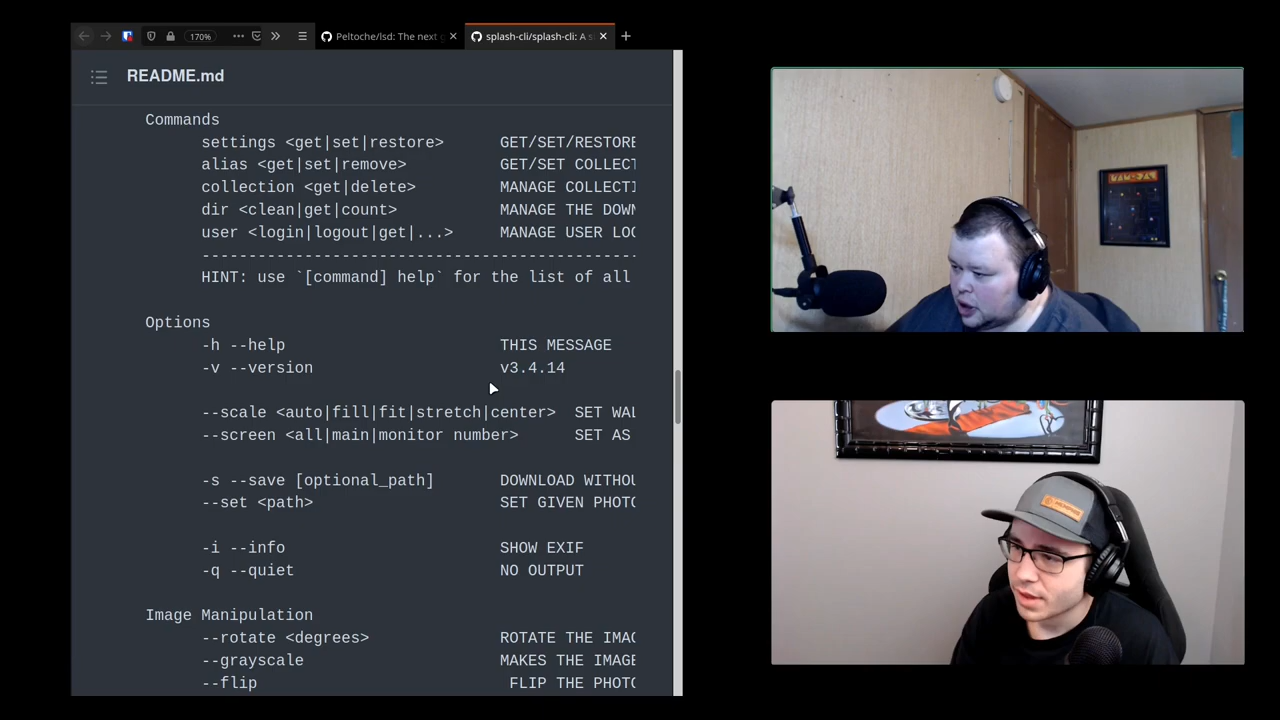 170%
Peltoche/lsd: The next g
splash-cli/splash-cli: A s
README.md
Commands
settings <get|set|restore> GET/SET/RESTORE
alias <get|set|remove> GET/SET COLLECT
collection <get|delete> MANAGE COLLECTI
dir <clean|get|count> MANAGE THE DOWN
user <login|logout|get|...> MANAGE USER LOG
-----------------------------------------------
HINT: use `[command] help` for the list of all
Options
-h --help THIS MESSAGE
-v --version v3.4.14
--scale <auto|fill|fit|stretch|center> SET WAL
--screen <all|main|monitor number> SET AS
-s --save [optional_path] DOWNLOAD WITHOU
--set <path> SET GIVEN PHOTO
-i --info SHOW EXIF
-q --quiet NO OUTPUT
Image Manipulation
--rotate <degrees> ROTATE THE IMAG
--grayscale MAKES THE IMAGE
--flip FLIP THE PHOTO